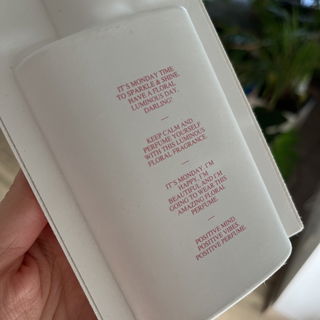 IT'S MONDAY TIME
TO SPARKLE & SHINE.
HAVE A FLORAL
LUMINOUS DAY,
DARLING!
—
KEEP CALM AND
PERFUME YOURSELF
WITH THIS LUMINOUS
FLORAL FRAGRANCE.
—
IT'S MONDAY. I'M
HAPPY, I'M
BEAUTIFUL, AND I'M
GOING TO WEAR THIS
AMAZING FLORAL
PERFUME.
—
POSITIVE MIND
POSITIVE VIBES
POSITIVE PERFUME.